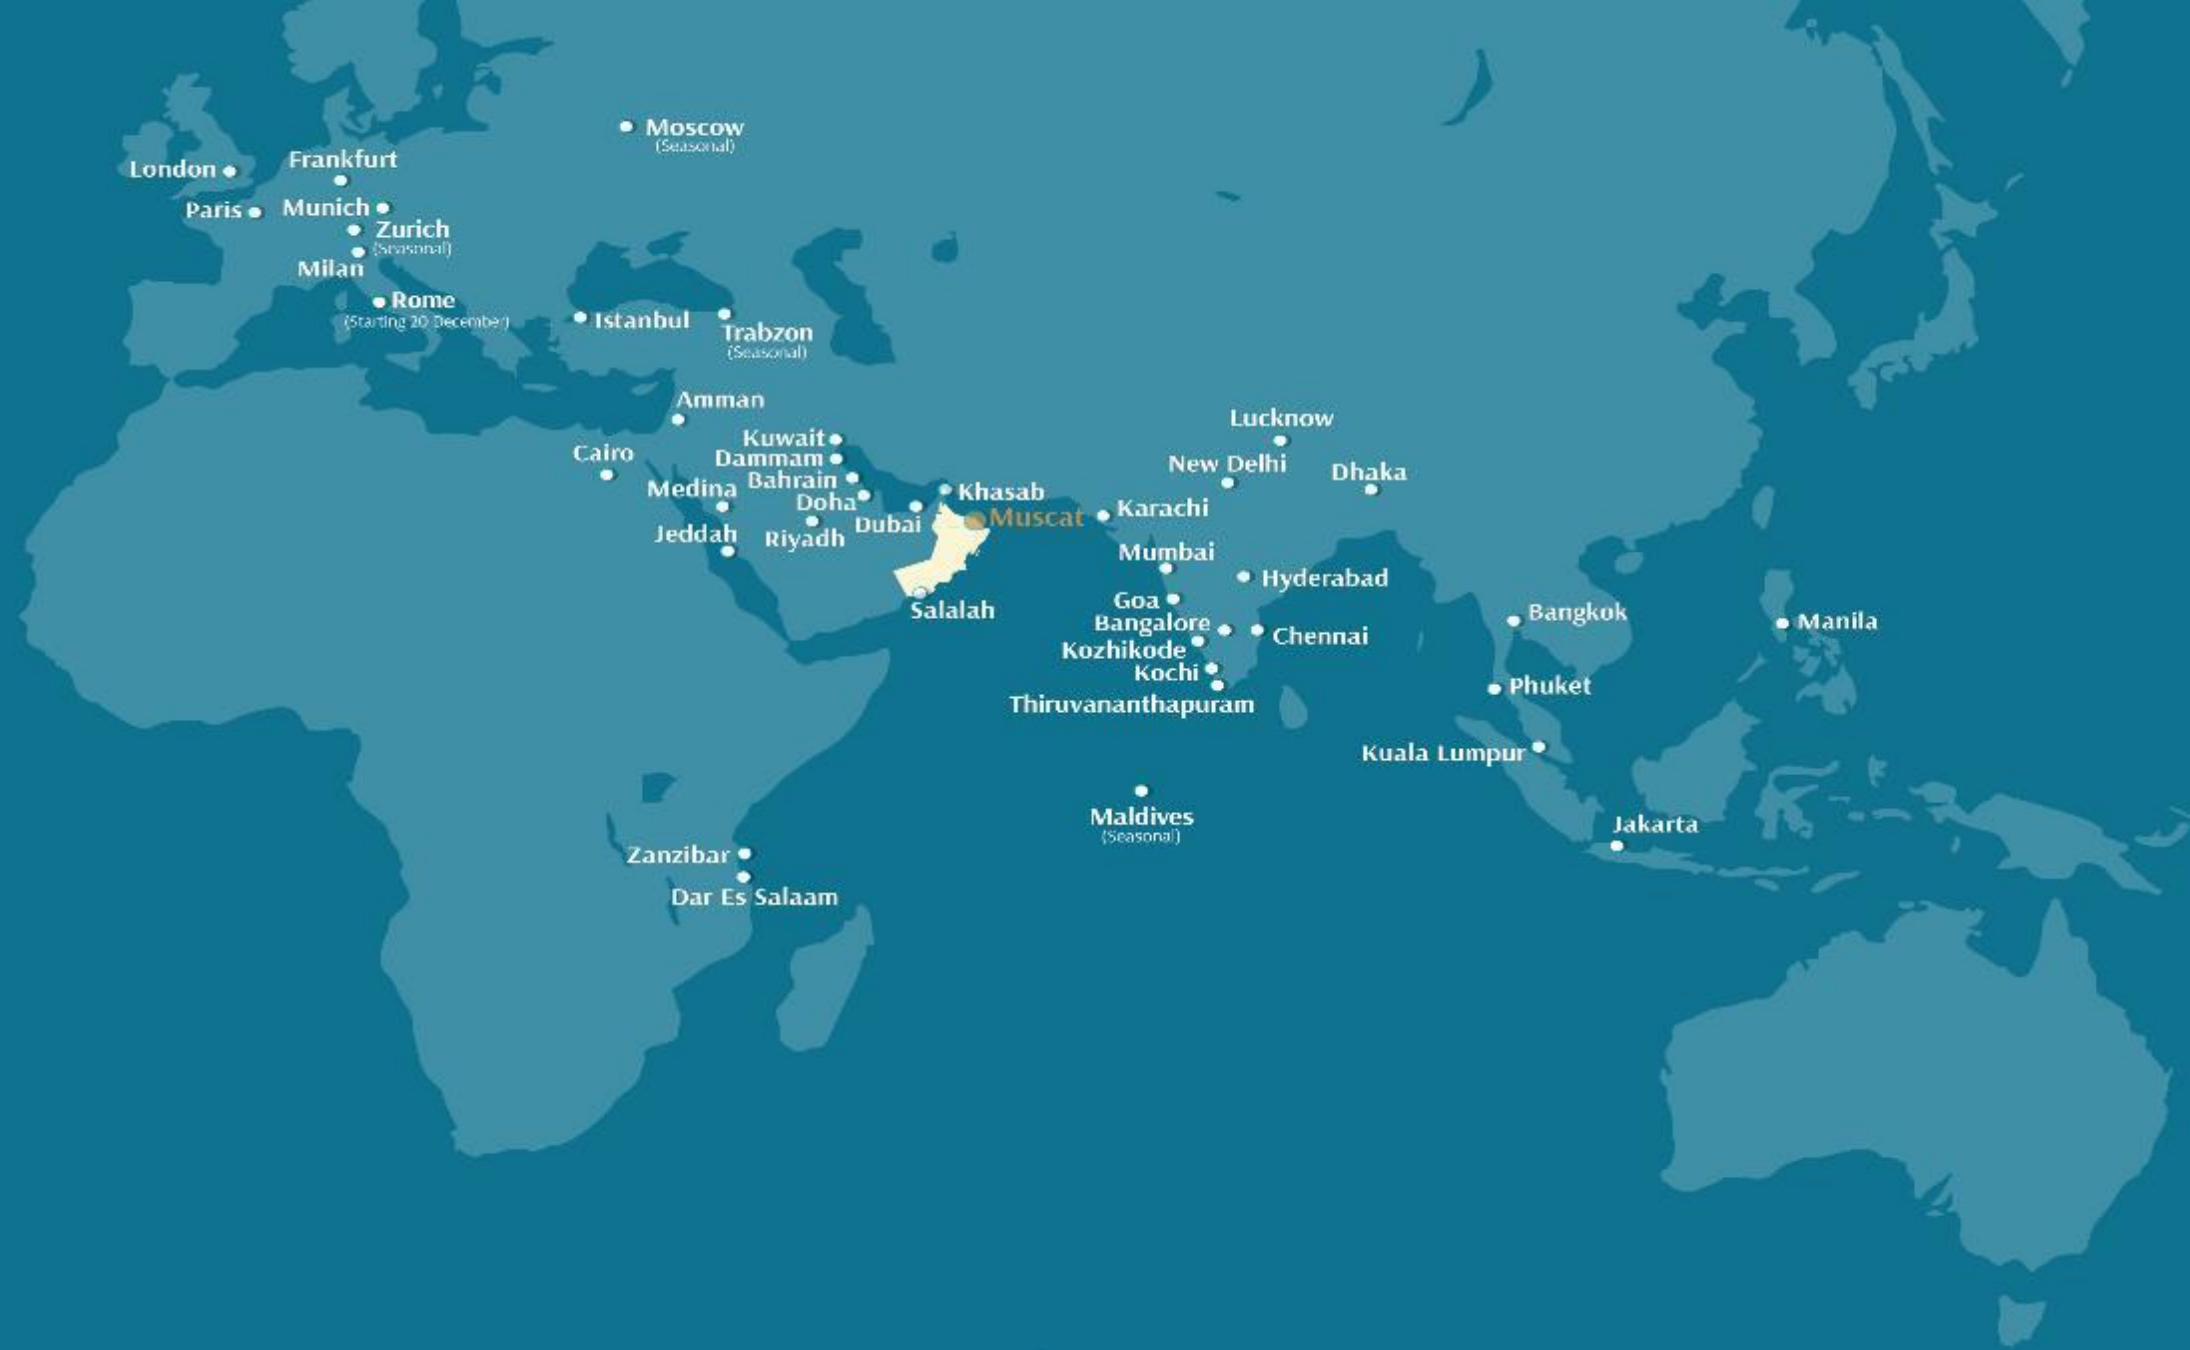 Moscow
(Seasonal)
London
Frankfurt
Paris
Munich
Zurich
(Seasonal)
Milan
Rome
(Starting 20 December)
Istanbul
Trabzon
(Seasonal)
Amman
Cairo
Kuwait
Dammam
Bahrain
Medina
Doha
Dubai
Jeddah
Riyadh
Khasab
Muscat
Salalah
Lucknow
New Delhi
Dhaka
Karachi
Mumbai
Hyderabad
Goa
Bangalore
Chennai
Kozhikode
Kochi
Thiruvananthapuram
Bangkok
Manila
Phuket
Kuala Lumpur
Maldives
(Seasonal)
Jakarta
Zanzibar
Dar Es Salaam